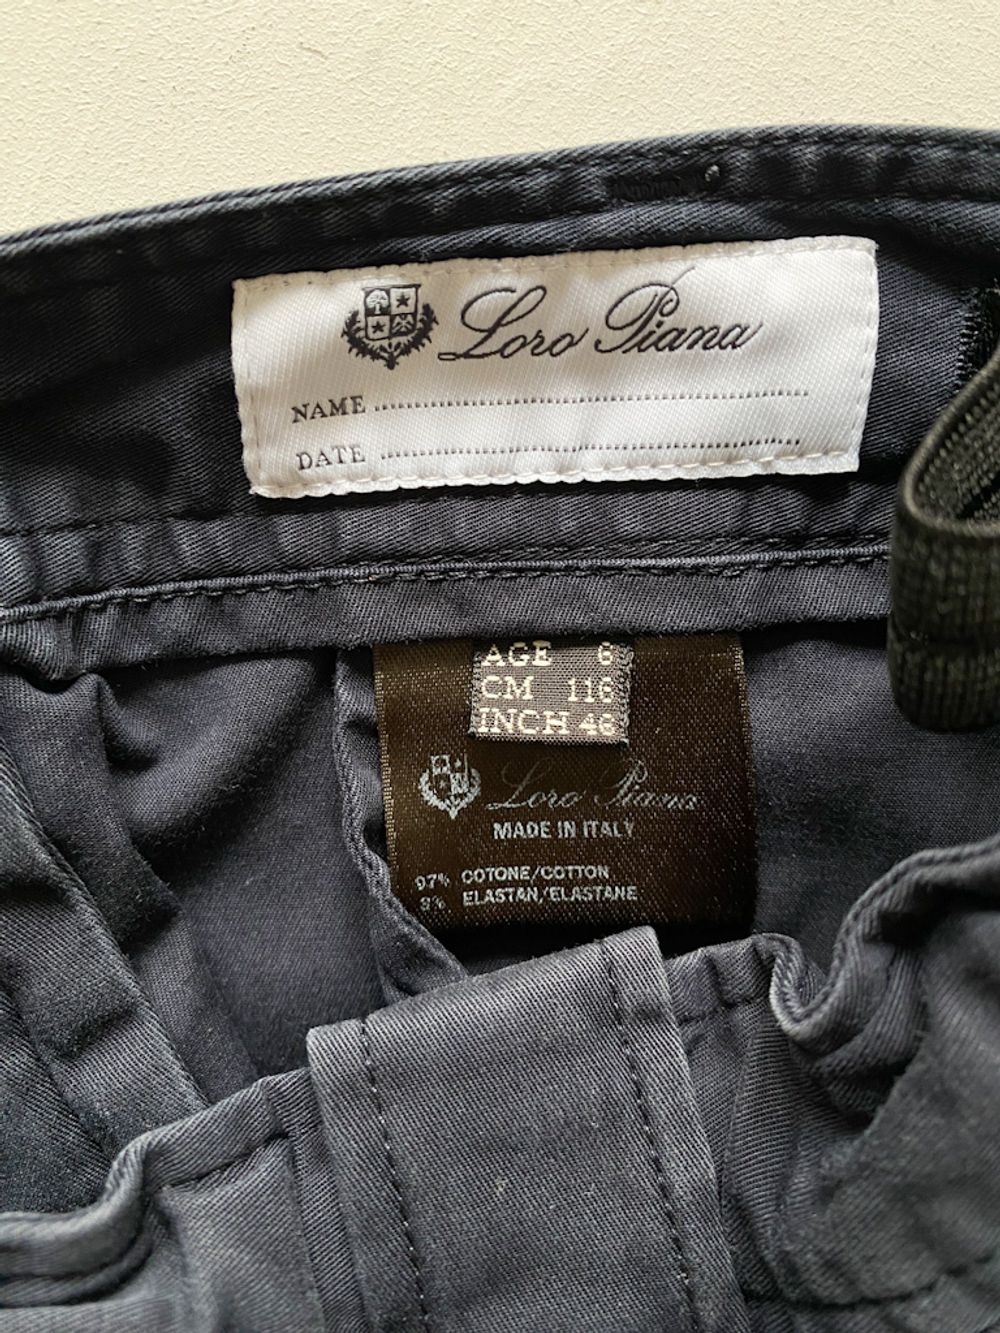 Loro Piana
NAME
DATE
AGE 6
CM 116
INCH 46
Loro Piana
MADE IN ITALY
97% COTONE/COTTON
3% ELASTAN/ELASTANE